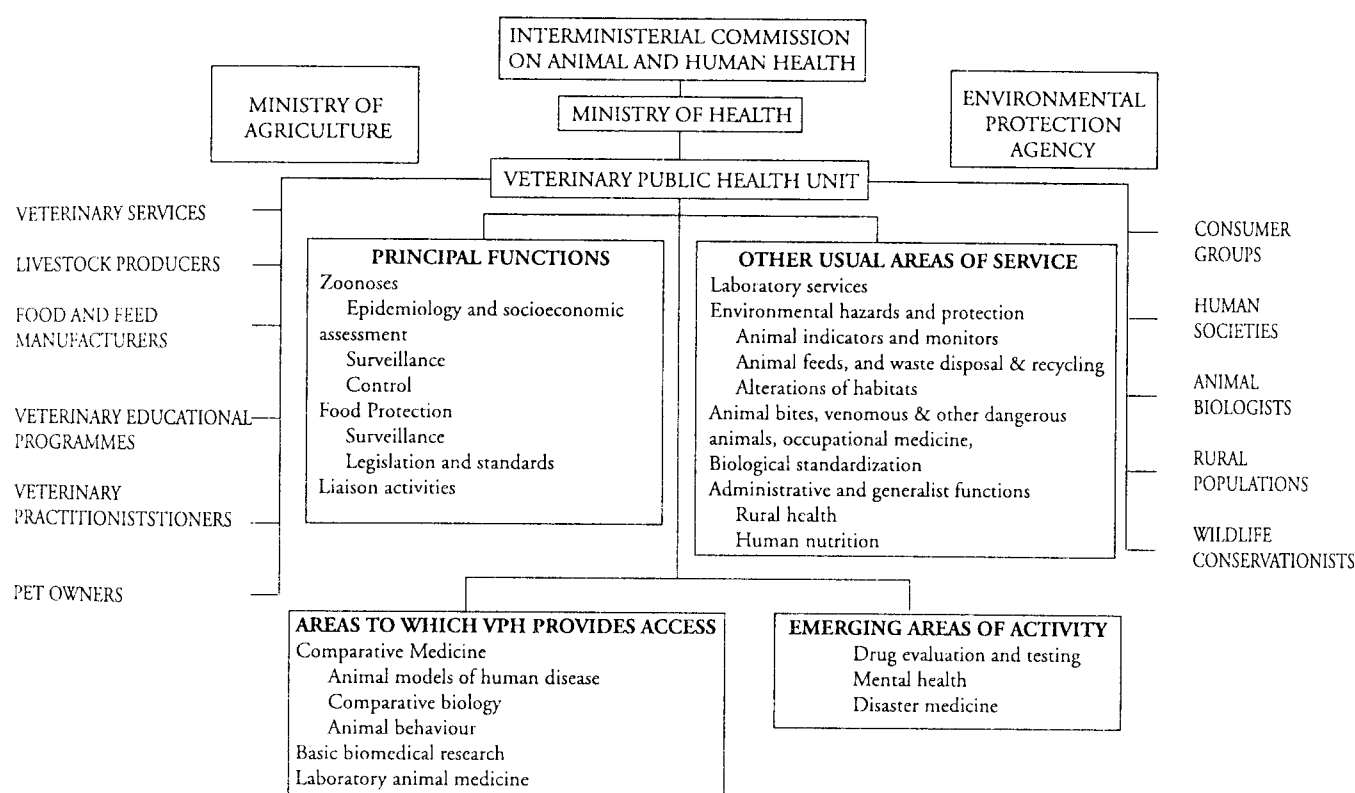 INTERMINISTERIAL COMMISSION
ON ANIMAL AND HUMAN HEALTH
MINISTRY OF
AGRICULTURE
MINISTRY OF HEALTH
ENVIRONMENTAL
PROTECTION
AGENCY
VETERINARY PUBLIC HEALTH UNIT
VETERINARY SERVICES
LIVESTOCK PRODUCERS
FOOD AND FEED
MANUFACTURERS
VETERINARY EDUCATIONAL
PROGRAMMES
VETERINARY
PRACTITIONISTSTIONERS
PET OWNERS
PRINCIPAL FUNCTIONS
Zoonoses
Epidemiology and socioeconomic
assessment
Surveillance
Control
Food Protection
Surveillance
Legislation and standards
Liaison activities
OTHER USUAL AREAS OF SERVICE
Laboratory services
Environmental hazards and protection
Animal indicators and monitors
Animal feeds, and waste disposal & recycling
Alterations of habitats
Animal bites, venomous & other dangerous
animals, occupational medicine,
Biological standardization
Administrative and generalist functions
Rural health
Human nutrition
CONSUMER
GROUPS
HUMAN
SOCIETIES
ANIMAL
BIOLOGISTS
RURAL
POPULATIONS
WILDLIFE
CONSERVATIONISTS
AREAS TO WHICH VPH PROVIDES ACCESS
Comparative Medicine
Animal models of human disease
Comparative biology
Animal behaviour
Basic biomedical research
Laboratory animal medicine
EMERGING AREAS OF ACTIVITY
Drug evaluation and testing
Mental health
Disaster medicine